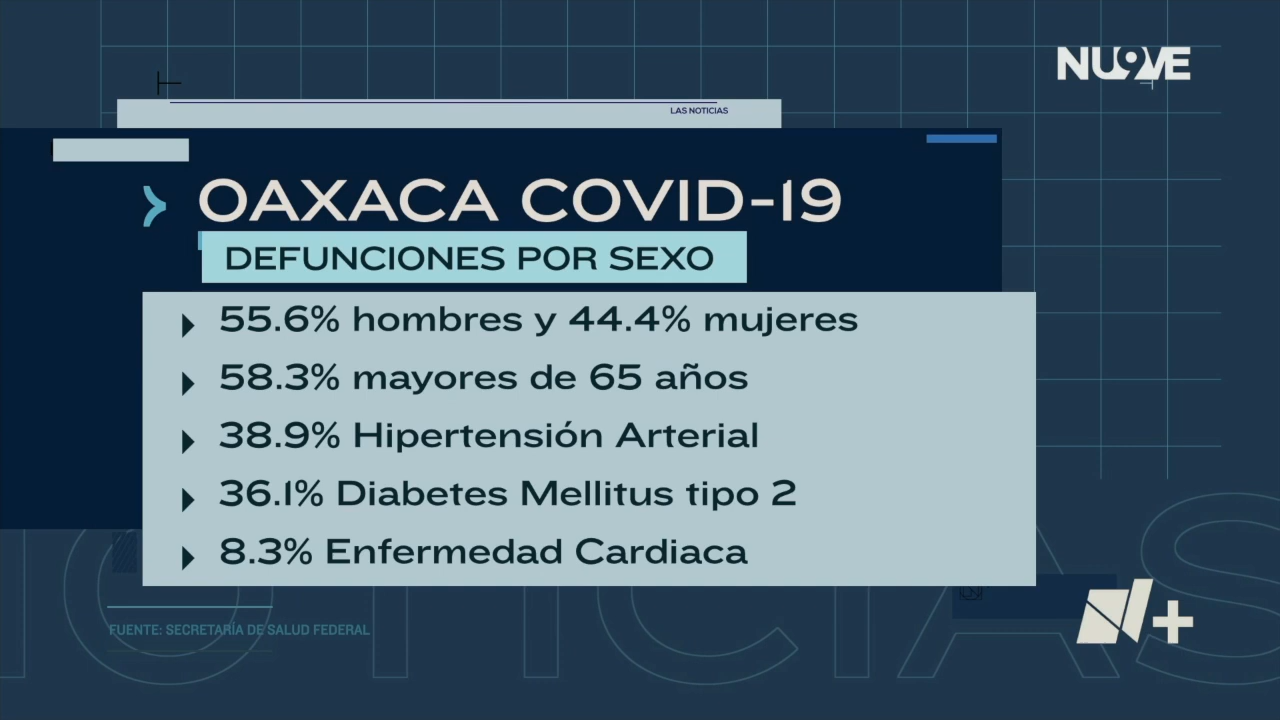 NU9VE
LAS NOTICIAS
OAXACA COVID-19
DEFUNCIONES POR SEXO
55.6% hombres y 44.4% mujeres
58.3% mayores de 65 años
38.9% Hipertensión Arterial
36.1% Diabetes Mellitus tipo 2
8.3% Enfermedad Cardiaca
NOTICIAS
N+
FUENTE: SECRETARÍA DE SALUD FEDERAL